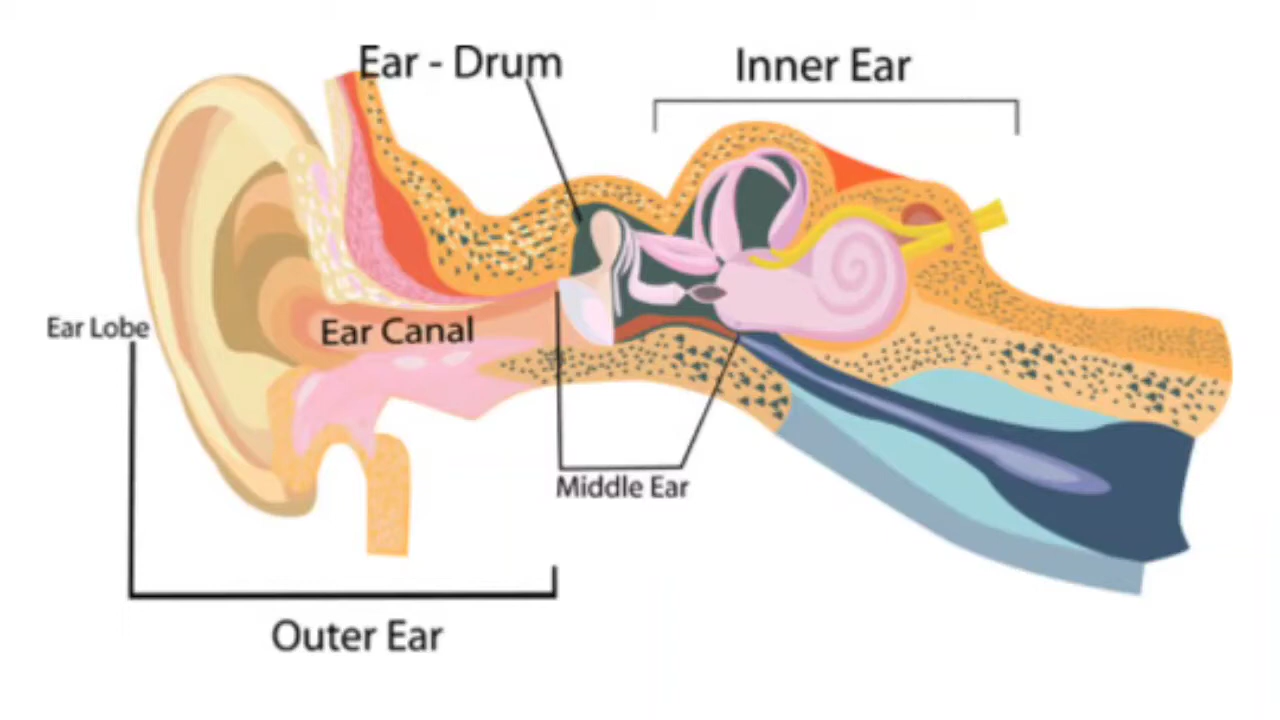 Ear - Drum
Inner Ear
Ear Lobe
Ear Canal
Middle Ear
Outer Ear